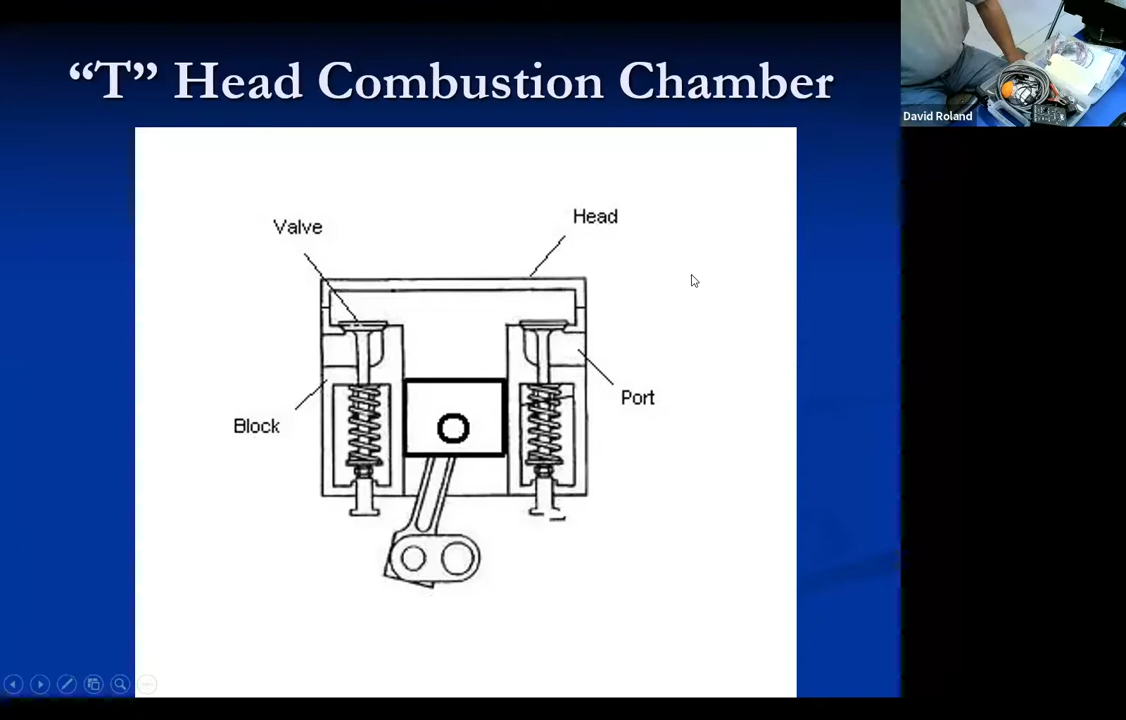 “T” Head Combustion Chamber
David Roland
Valve
Head
Port
Block